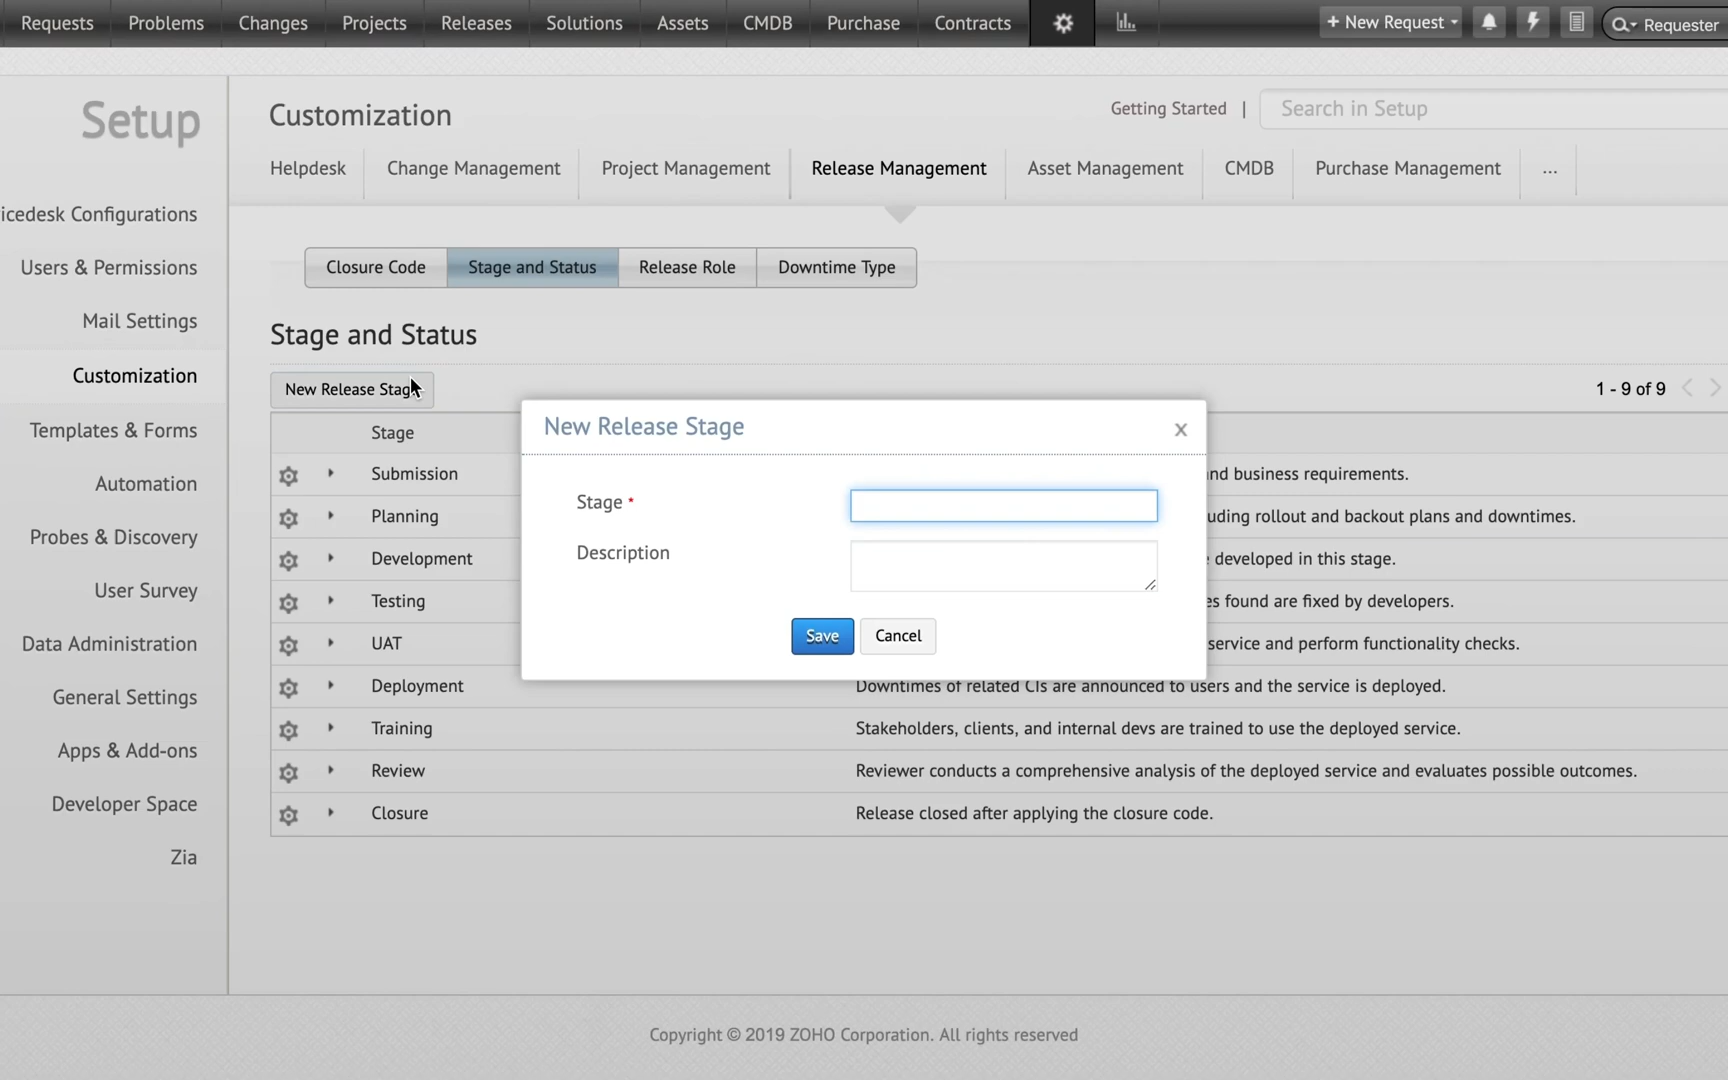 Requests Problems Changes Projects Releases Solutions Assets CMDB Purchase Contracts + New Request Requester
Setup
Customization
Getting Started | Search in Setup
Helpdesk Change Management Project Management Release Management Asset Management CMDB Purchase Management ...
icedesk Configurations
Users & Permissions
Mail Settings
Customization
Templates & Forms
Automation
Probes & Discovery
User Survey
Data Administration
General Settings
Apps & Add-ons
Developer Space
Zia
Closure Code Stage and Status Release Role Downtime Type
Stage and Status
New Release Stage 1 - 9 of 9
Stage
Submission nd business requirements.
Planning uding rollout and backout plans and downtimes.
Development developed in this stage.
Testing es found are fixed by developers.
UAT service and perform functionality checks.
Deployment Downtimes of related CIs are announced to users and the service is deployed.
Training Stakeholders, clients, and internal devs are trained to use the deployed service.
Review Reviewer conducts a comprehensive analysis of the deployed service and evaluates possible outcomes.
Closure Release closed after applying the closure code.
New Release Stage x
Stage *
Description
Save Cancel
Copyright © 2019 ZOHO Corporation. All rights reserved